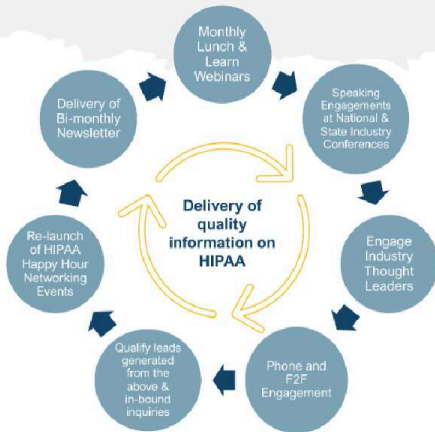 Monthly
Lunch &
Learn
Webinars
Speaking
Engagements
at National &
State Industry
Conferences
Engage
Industry
Thought
Leaders
Phone and
F2F
Engagement
Qualify leads
generated
from the
above &
in-bound
inquiries
Re-launch
of HIPAA
Happy Hour
Networking
Events
Delivery of
Bi-monthly
Newsletter
Delivery of
quality
information on
HIPAA